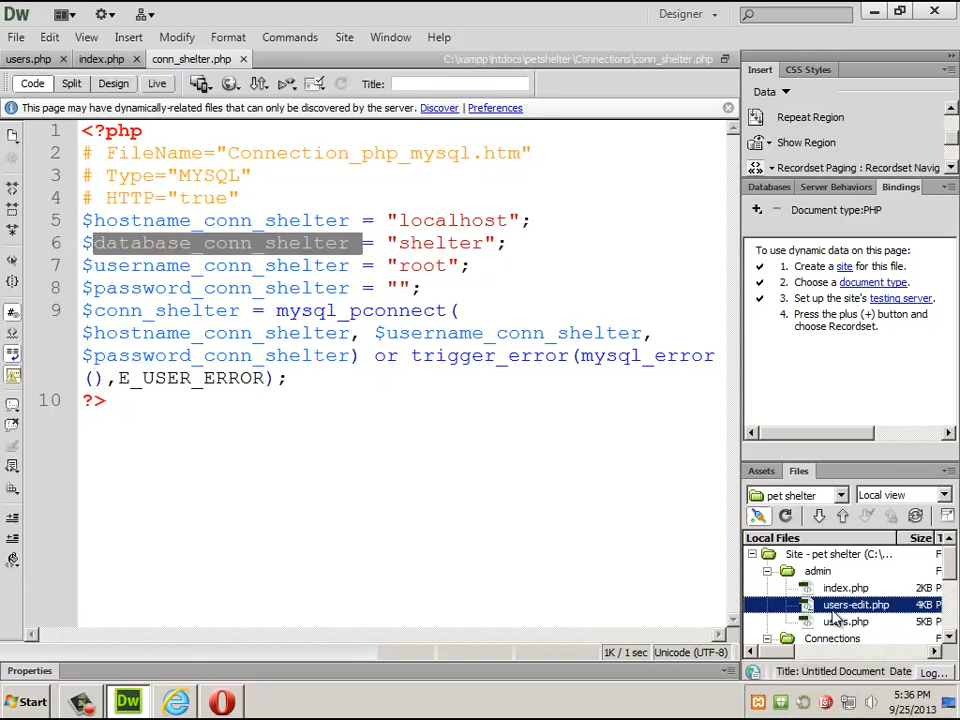 Dw
Designer
File Edit View Insert Modify Format Commands Site Window Help
users.php index.php conn_shelter.php C:\xampp\htdocs\petshelter\Connections\conn_shelter.php
Code Split Design Live Title:
This page may have dynamically-related files that can only be discovered by the server. Discover Preferences
1 <?php
2 # FileName="Connection_php_mysql.htm"
3 # Type="MYSQL"
4 # HTTP="true"
5 $hostname_conn_shelter = "localhost";
6 $database_conn_shelter = "shelter";
7 $username_conn_shelter = "root";
8 $password_conn_shelter = "";
9 $conn_shelter = mysql_pconnect(
$hostname_conn_shelter, $username_conn_shelter,
$password_conn_shelter) or trigger_error(mysql_error
(),E_USER_ERROR);
10 ?>
1K / 1 sec Unicode (UTF-8)
Properties
Insert CSS Styles
Data
Repeat Region
Show Region
Recordset Paging : Recordset Navig
Databases Server Behaviors Bindings
Document type:PHP
To use dynamic data on this page:
1. Create a site for this file.
2. Choose a document type.
3. Set up the site's testing server.
4. Press the plus (+) button and
choose Recordset.
Assets Files
pet shelter Local view
Local Files Size T
Site - pet shelter (C:\... F
admin F
index.php 2KB P
users-edit.php 4KB P
users.php 5KB P
Connections F
Title: Untitled Document Date Log...
Start Dw 5:36 PM
9/25/2013